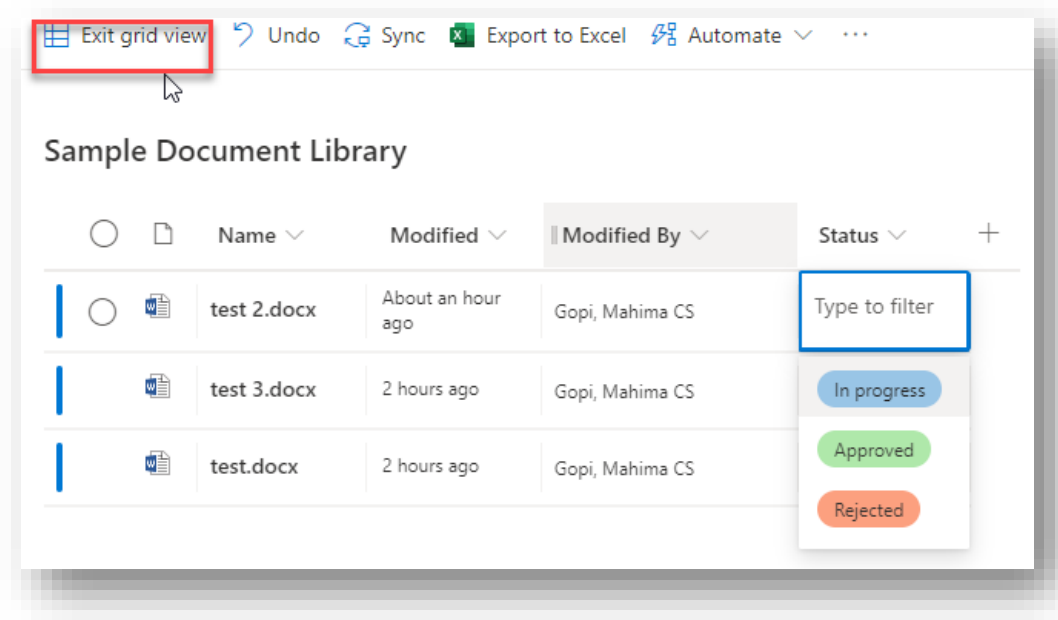 Exit grid view Undo Sync Export to Excel Automate ...
Sample Document Library
Name Modified Modified By Status +
test 2.docx About an hour ago Gopi, Mahima CS Type to filter
test 3.docx 2 hours ago Gopi, Mahima CS In progress
Approved
test.docx 2 hours ago Gopi, Mahima CS
Rejected